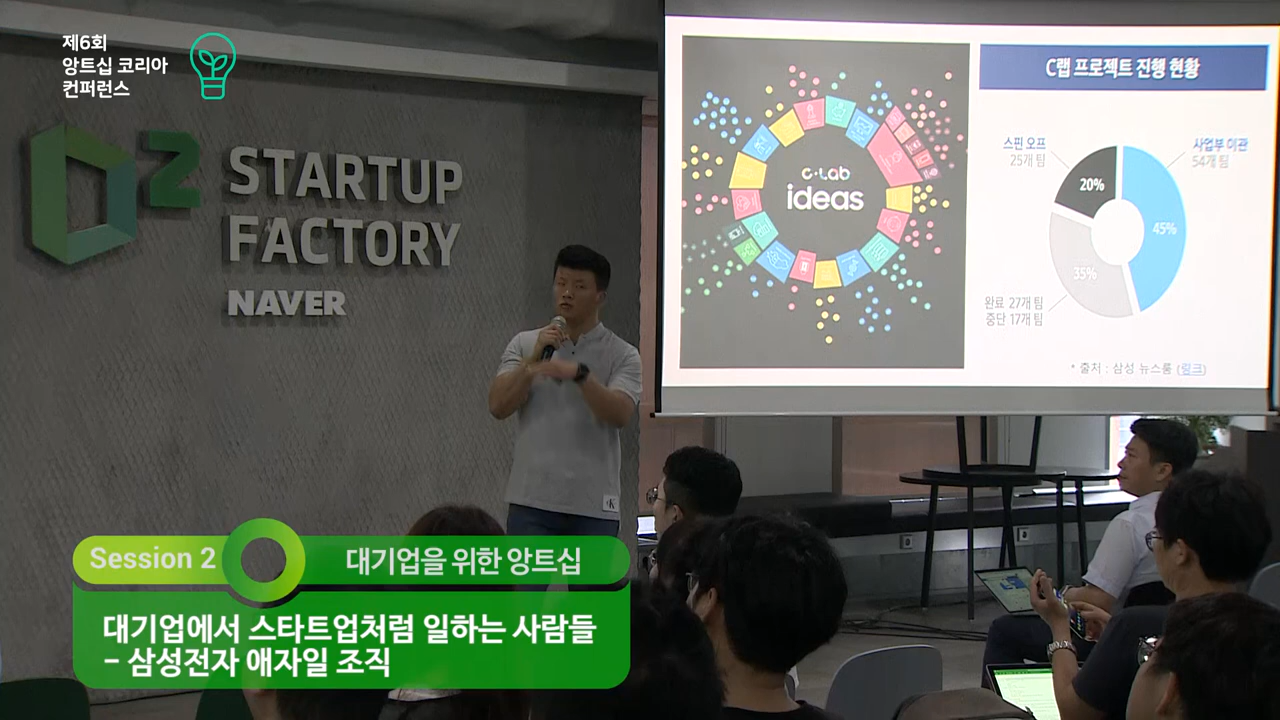 제6회
앙트십 코리아
컨퍼런스
D2
STARTUP
FACTORY
NAVER
C랩 프로젝트 진행 현황
C·Lab
ideas
스핀 오프
25개 팀
사업부 이관
54개 팀
20%
45%
35%
완료 27개 팀
중단 17개 팀
* 출처 : 삼성 뉴스룸 (링크)
Session 2
대기업을 위한 앙트십
대기업에서 스타트업처럼 일하는 사람들
- 삼성전자 애자일 조직